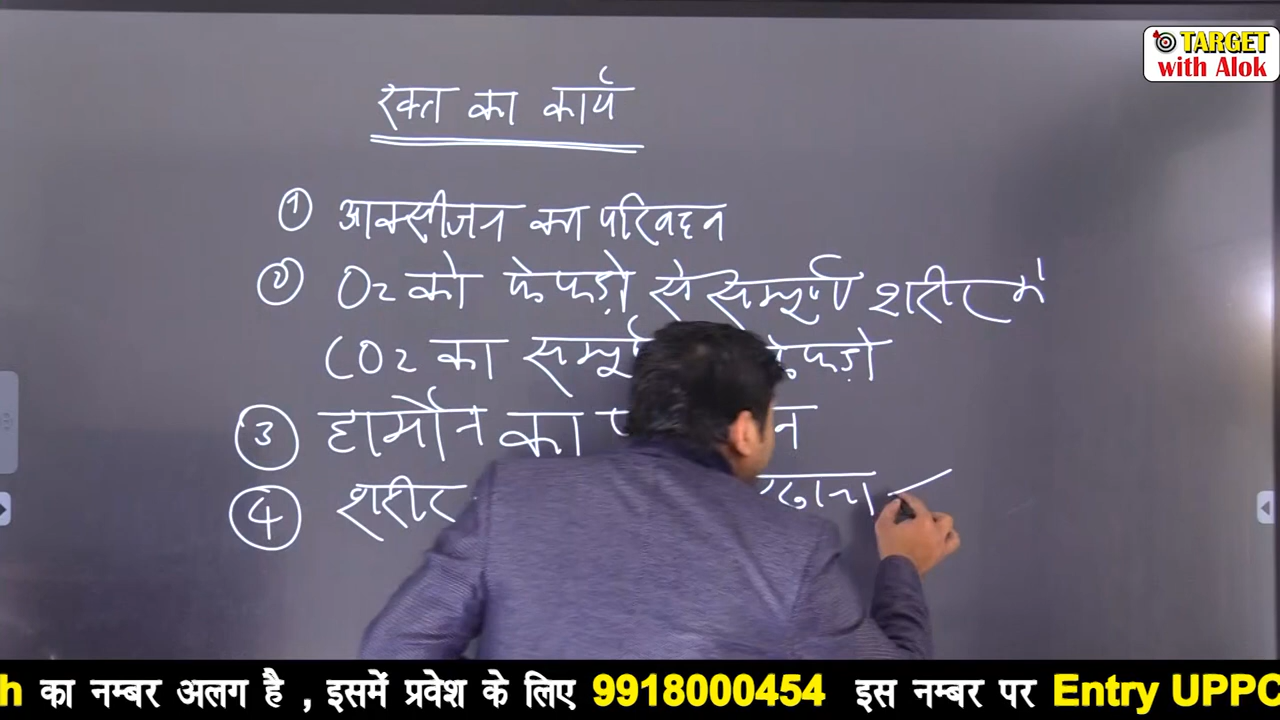 TARGET
with Alok
रक्त का कार्य
① आक्सीजन का परिवहन
② O2 को फेफड़ो से सम्पूर्ण शरीर में
CO2 का सम्पूर्ण फेफड़ो
③ हार्मोन का
④ शरीर
h का नम्बर अलग है , इसमें प्रवेश के लिए 9918000454 इस नम्बर पर Entry UPPC